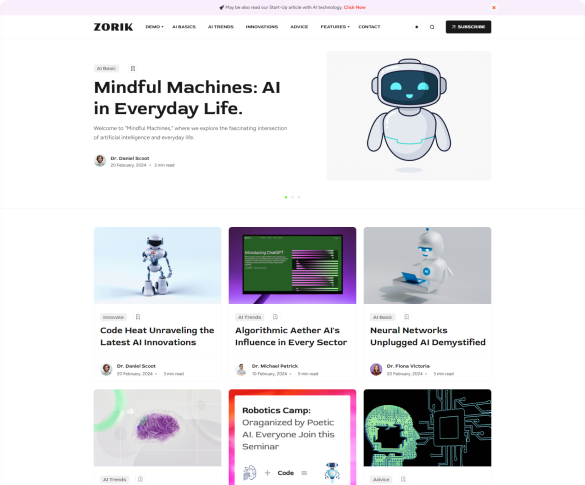 May be also read our Start-Up article with AI technology. Click Now
ZORIK
DEMO AI BASICS AI TRENDS INNOVATIONS ADVICE FEATURES CONTACT SUBSCRIBE
AI Basic
Mindful Machines: AI
in Everyday Life.
Welcome to "Mindful Machines," where we explore the fascinating intersection
of artificial intelligence and everyday life.
Dr. Daniel Scoot
20 February, 2024 • 3 min read
Introducing ChatGPT
Innovate
Code Heat Unraveling the
Latest AI Innovations
Dr. Daniel Scoot
20 February, 2024 • 3 min read
AI Trends
Algorithmic Aether AI's
Influence in Every Sector
Dr. Michael Patrick
10 February, 2024 • 5 min read
AI Basic
Neural Networks
Unplugged AI Demystified
Dr. Fiona Victoria
20 February, 2024 • 3 min read
Robotics Camp:
Oraganized by Poetic
AI. Everyone Join this
Seminar
+ Code =
AI Trends
Advice